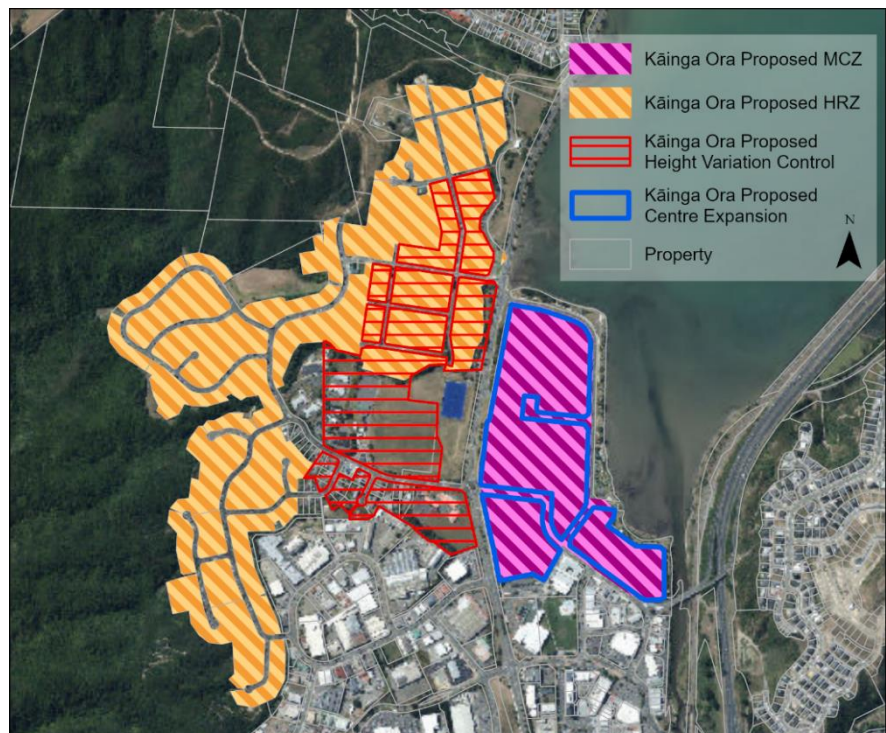 Kāinga Ora Proposed MCZ
Kāinga Ora Proposed HRZ
Kāinga Ora Proposed
Height Variation Control
Kāinga Ora Proposed
Centre Expansion
N
Property